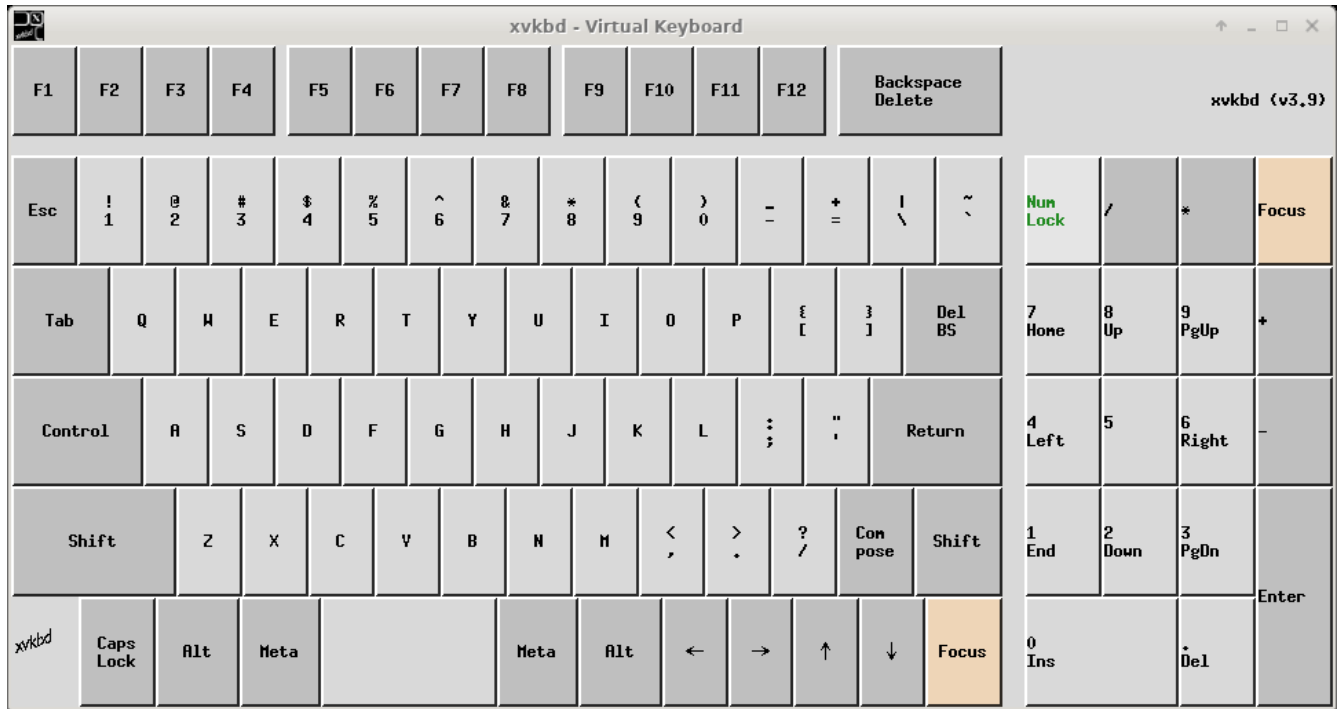 xvkbd - Virtual Keyboard
F1 F2 F3 F4 F5 F6 F7 F8 F9 F10 F11 F12 Backspace
Delete
xvkbd (v3.9)
Esc ! @ # $ % ^ & * ( ) _ + | ~
1 2 3 4 5 6 7 8 9 0 - = \ `
Num
Lock / * Focus
Tab Q W E R T Y U I O P { } Del
[ ] BS
7 8 9 +
Home Up PgUp
Control A S D F G H J K L : " Return
; '
4 5 6 -
Left Right
Shift Z X C V B N M < > ? Com Shift
, . / pose
1 2 3
End Down PgDn
Enter
xvkbd Caps
Lock Alt Meta Meta Alt ← → ↑ ↓ Focus
0 .
Ins Del